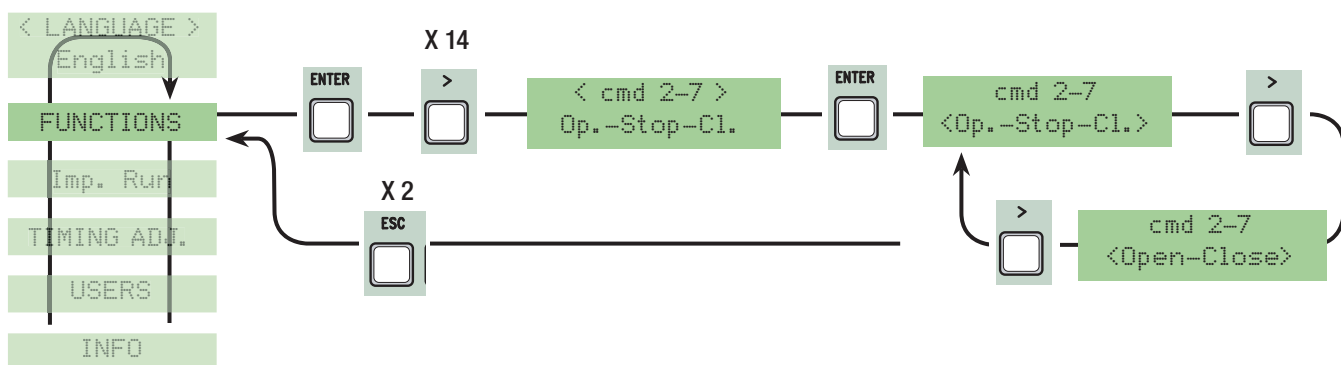 < LANGUAGE >
English
FUNCTIONS
Imp. Run
TIMING ADJ.
USERS
INFO
ENTER
X 14
>
< cmd 2–7 >
Op.–Stop–Cl.
ENTER
cmd 2–7
<Op.–Stop–Cl.>
>
X 2
ESC
>
cmd 2–7
<Open–Close>